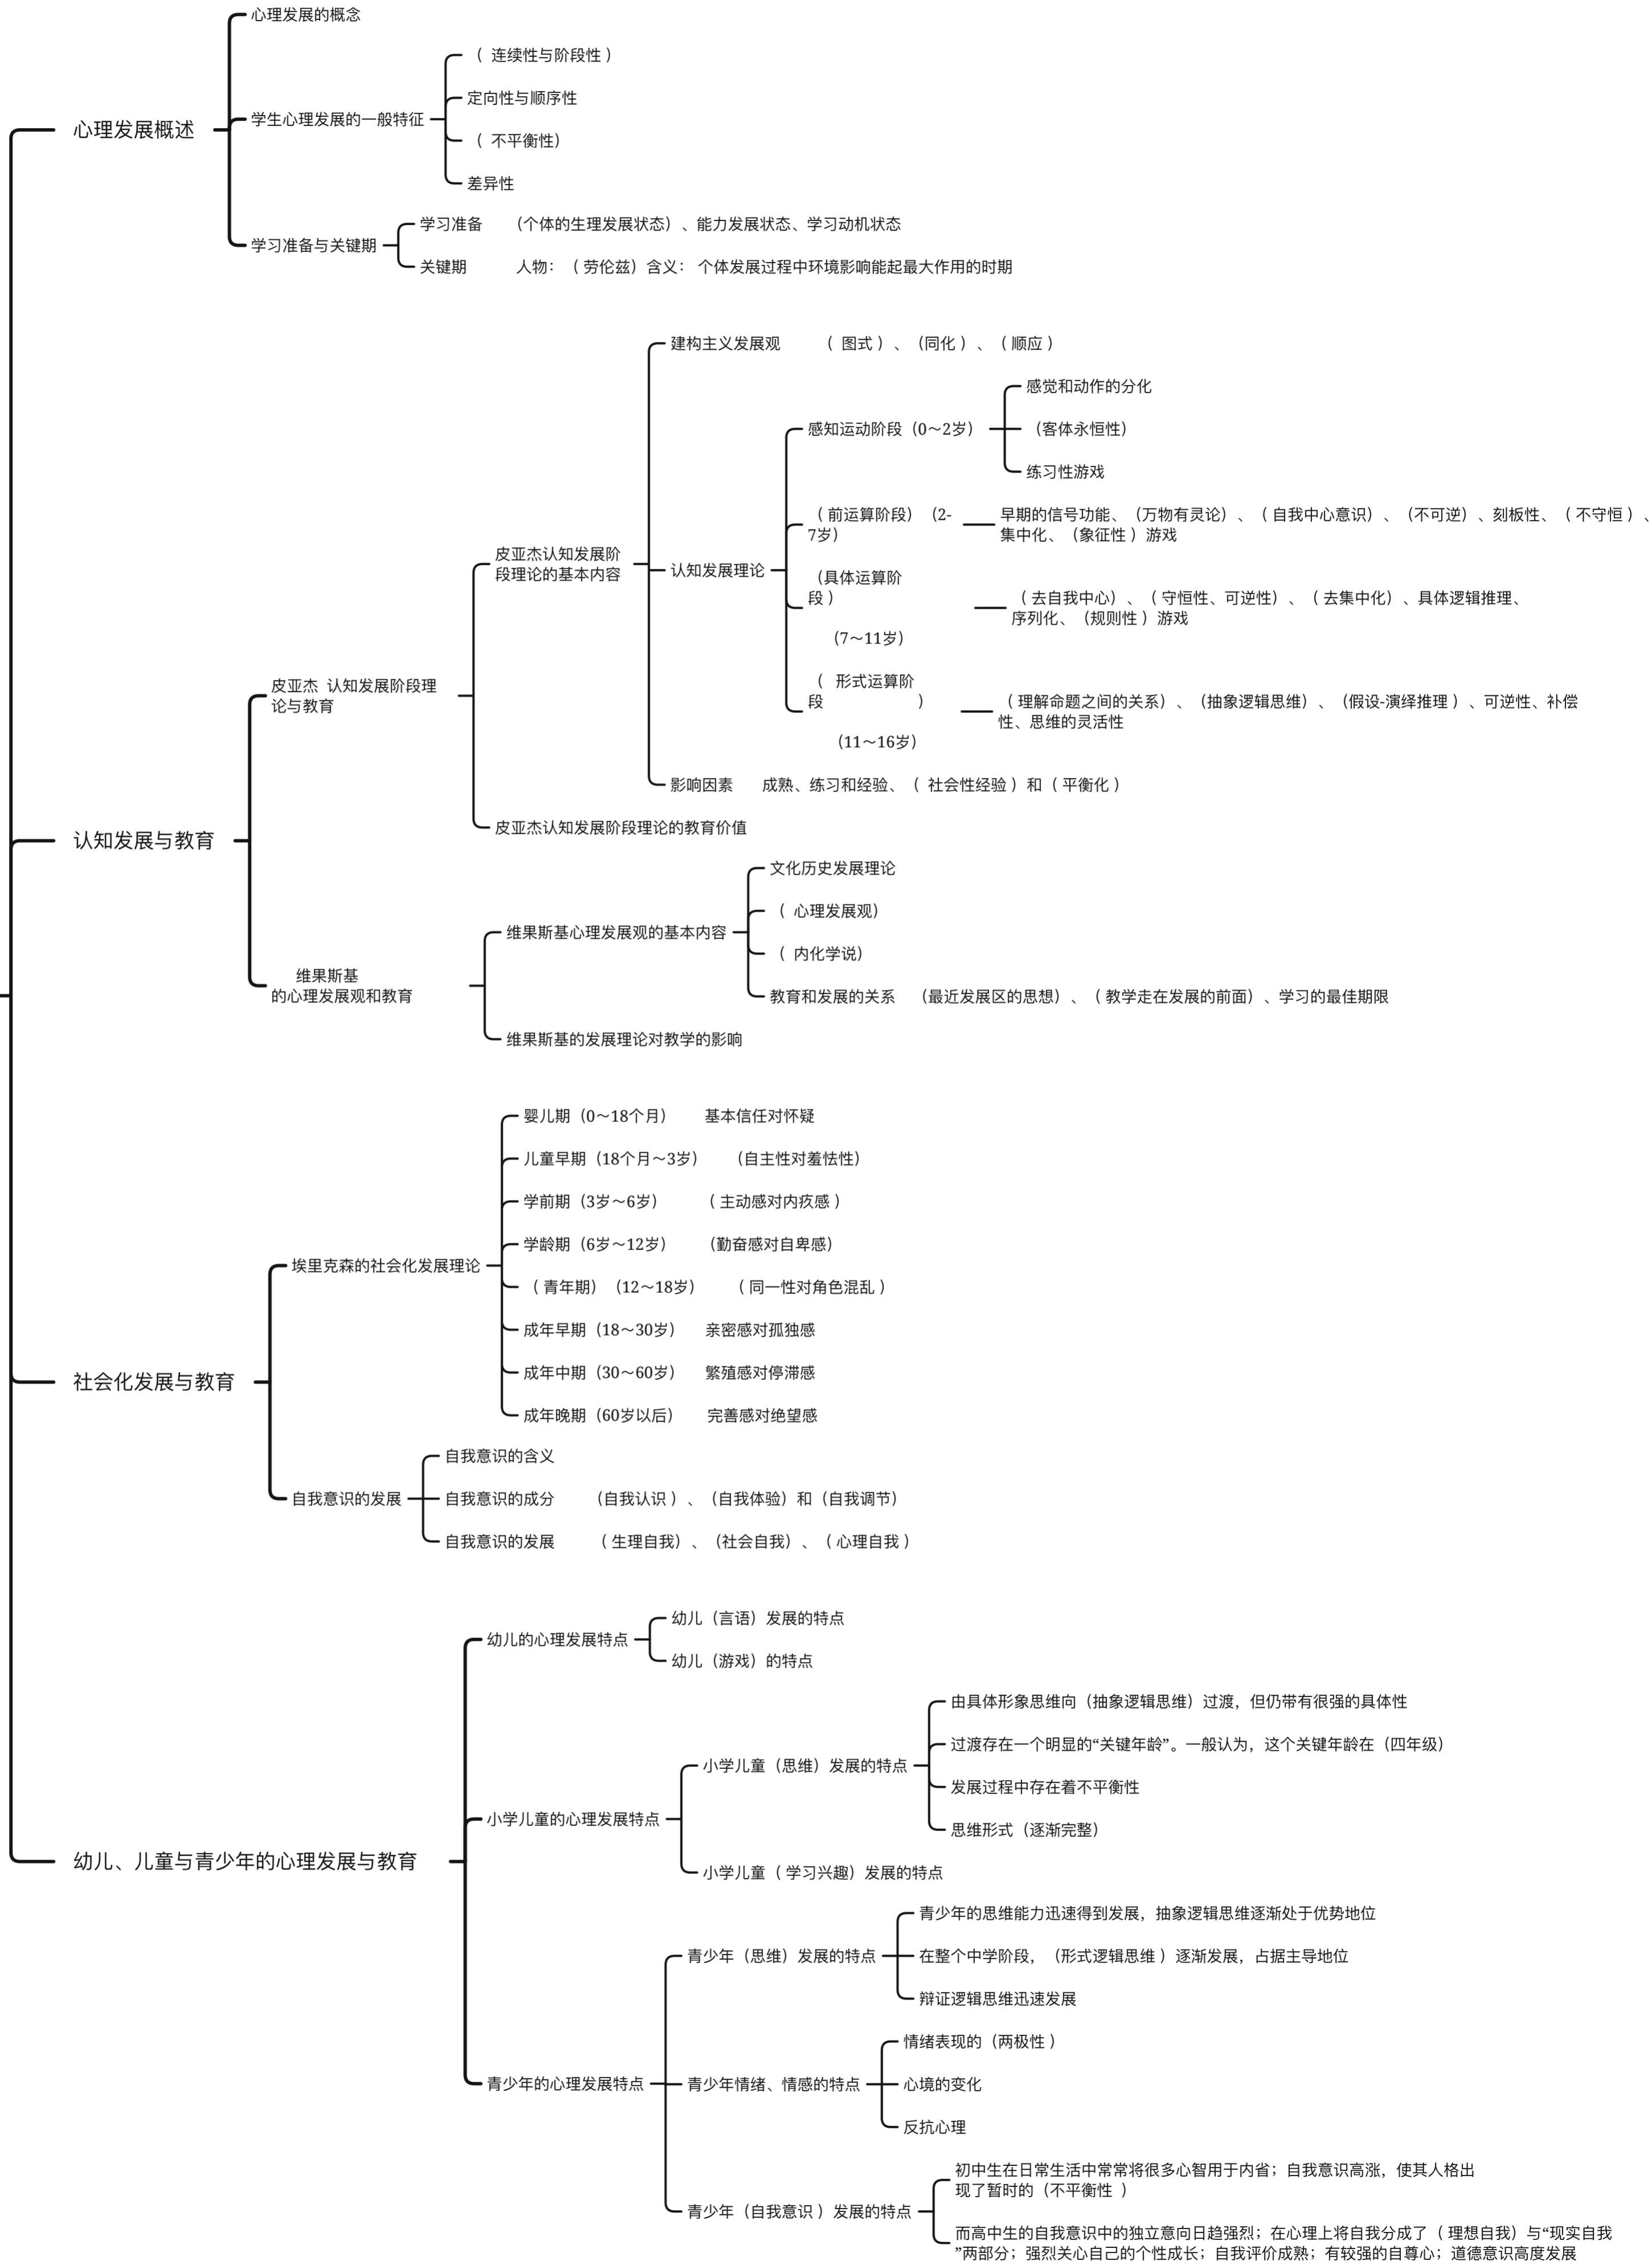 心理发展概述
心理发展的概念
学生心理发展的一般特征
（ 连续性与阶段性 ）
定向性与顺序性
（ 不平衡性）
差异性
学习准备与关键期
学习准备 （个体的生理发展状态）、能力发展状态、学习动机状态
关键期 人物：（ 劳伦兹）含义： 个体发展过程中环境影响能起最大作用的时期
认知发展与教育
皮亚杰 认知发展阶段理
论与教育
皮亚杰认知发展阶
段理论的基本内容
建构主义发展观 （ 图式 ）、（同化 ）、（ 顺应 ）
认知发展理论
感知运动阶段（0～2岁）
感觉和动作的分化
（客体永恒性）
练习性游戏
（ 前运算阶段）（2-
7岁）
早期的信号功能、（万物有灵论）、（ 自我中心意识）、（不可逆）、刻板性、（ 不守恒 ）、
集中化、（象征性 ）游戏
（具体运算阶
段 ）
（7～11岁）
（ 去自我中心）、（ 守恒性、可逆性）、（ 去集中化）、具体逻辑推理、
序列化、（规则性 ）游戏
（ 形式运算阶
段 ）
（11～16岁）
（ 理解命题之间的关系）、（抽象逻辑思维）、（假设-演绎推理 ）、可逆性、补偿
性、思维的灵活性
影响因素 成熟、练习和经验、（ 社会性经验 ）和（ 平衡化 ）
皮亚杰认知发展阶段理论的教育价值
维果斯基
的心理发展观和教育
维果斯基心理发展观的基本内容
文化历史发展理论
（ 心理发展观）
（ 内化学说）
教育和发展的关系 （最近发展区的思想）、（ 教学走在发展的前面）、学习的最佳期限
维果斯基的发展理论对教学的影响
社会化发展与教育
埃里克森的社会化发展理论
婴儿期（0～18个月） 基本信任对怀疑
儿童早期（18个月～3岁） （自主性对羞怯性）
学前期（3岁～6岁） （ 主动感对内疚感 ）
学龄期（6岁～12岁） （勤奋感对自卑感）
（ 青年期）（12～18岁） （ 同一性对角色混乱 ）
成年早期（18～30岁） 亲密感对孤独感
成年中期（30～60岁） 繁殖感对停滞感
成年晚期（60岁以后） 完善感对绝望感
自我意识的发展
自我意识的含义
自我意识的成分 （自我认识 ）、（自我体验）和（自我调节）
自我意识的发展 （ 生理自我）、（社会自我）、（ 心理自我 ）
幼儿、儿童与青少年的心理发展与教育
幼儿的心理发展特点
幼儿（言语）发展的特点
幼儿（游戏）的特点
小学儿童的心理发展特点
小学儿童（思维）发展的特点
由具体形象思维向（抽象逻辑思维）过渡，但仍带有很强的具体性
过渡存在一个明显的“关键年龄”。一般认为，这个关键年龄在（四年级）
发展过程中存在着不平衡性
思维形式（逐渐完整）
小学儿童（ 学习兴趣）发展的特点
青少年的心理发展特点
青少年（思维）发展的特点
青少年的思维能力迅速得到发展，抽象逻辑思维逐渐处于优势地位
在整个中学阶段，（形式逻辑思维 ）逐渐发展，占据主导地位
辩证逻辑思维迅速发展
青少年情绪、情感的特点
情绪表现的（两极性 ）
心境的变化
反抗心理
青少年（自我意识 ）发展的特点
初中生在日常生活中常常将很多心智用于内省；自我意识高涨，使其人格出
现了暂时的（不平衡性 ）
而高中生的自我意识中的独立意向日趋强烈；在心理上将自我分成了（ 理想自我）与“现实自我
”两部分；强烈关心自己的个性成长；自我评价成熟；有较强的自尊心；道德意识高度发展